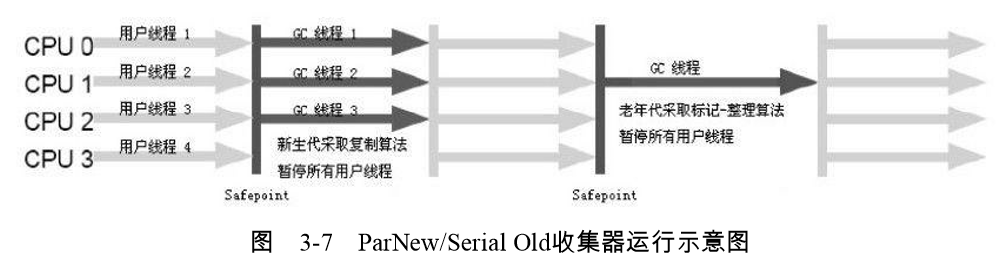 CPU 0
用户线程 1
GC 线程 1
CPU 1
用户线程 2
GC 线程 2
GC 线程
CPU 2
用户线程 3
GC 线程 3
老年代采取标记-整理算法
暂停所有用户线程
CPU 3
用户线程 4
新生代采取复制算法
暂停所有用户线程
Safepoint
Safepoint
图 3-7 ParNew/Serial Old收集器运行示意图